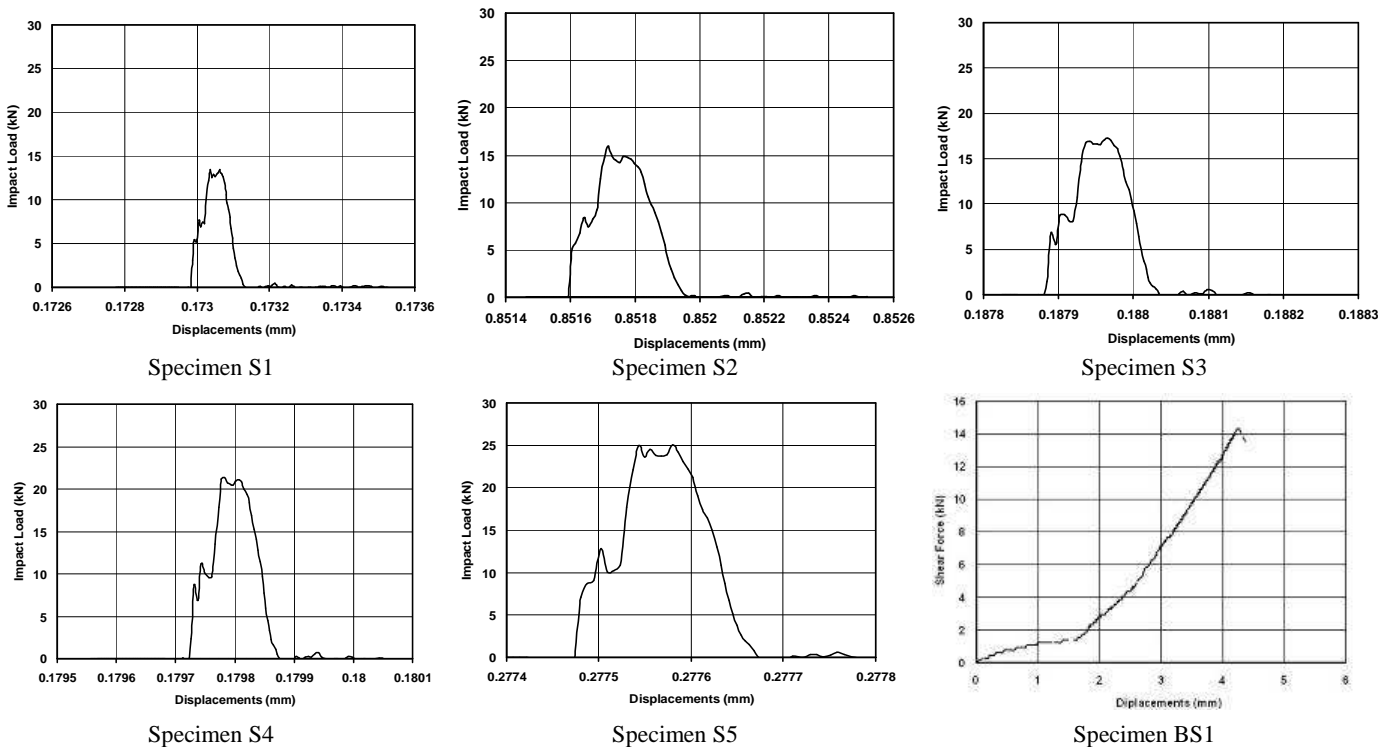 30
25
20
15
10
5
0
Impact Load (kN)
0.1726 0.1728 0.173 0.1732 0.1734 0.1736
Displacements (mm)
Specimen S1
30
25
20
15
10
5
0
Impact Load (kN)
0.8514 0.8516 0.8518 0.852 0.8522 0.8524 0.8526
Displacements (mm)
Specimen S2
30
25
20
15
10
5
0
Impact Load (kN)
0.1878 0.1879 0.188 0.1881 0.1882 0.1883
Displacements (mm)
Specimen S3
30
25
20
15
10
5
0
Impact Load (kN)
0.1795 0.1796 0.1797 0.1798 0.1799 0.18 0.1801
Displacements (mm)
Specimen S4
30
25
20
15
10
5
0
Impact Load (kN)
0.2774 0.2775 0.2776 0.2777 0.2778
Displacements (mm)
Specimen S5
16
14
12
10
8
6
4
2
0
Shear Force (kN)
0 1 2 3 4 5 6
Diplacements (mm)
Specimen BS1